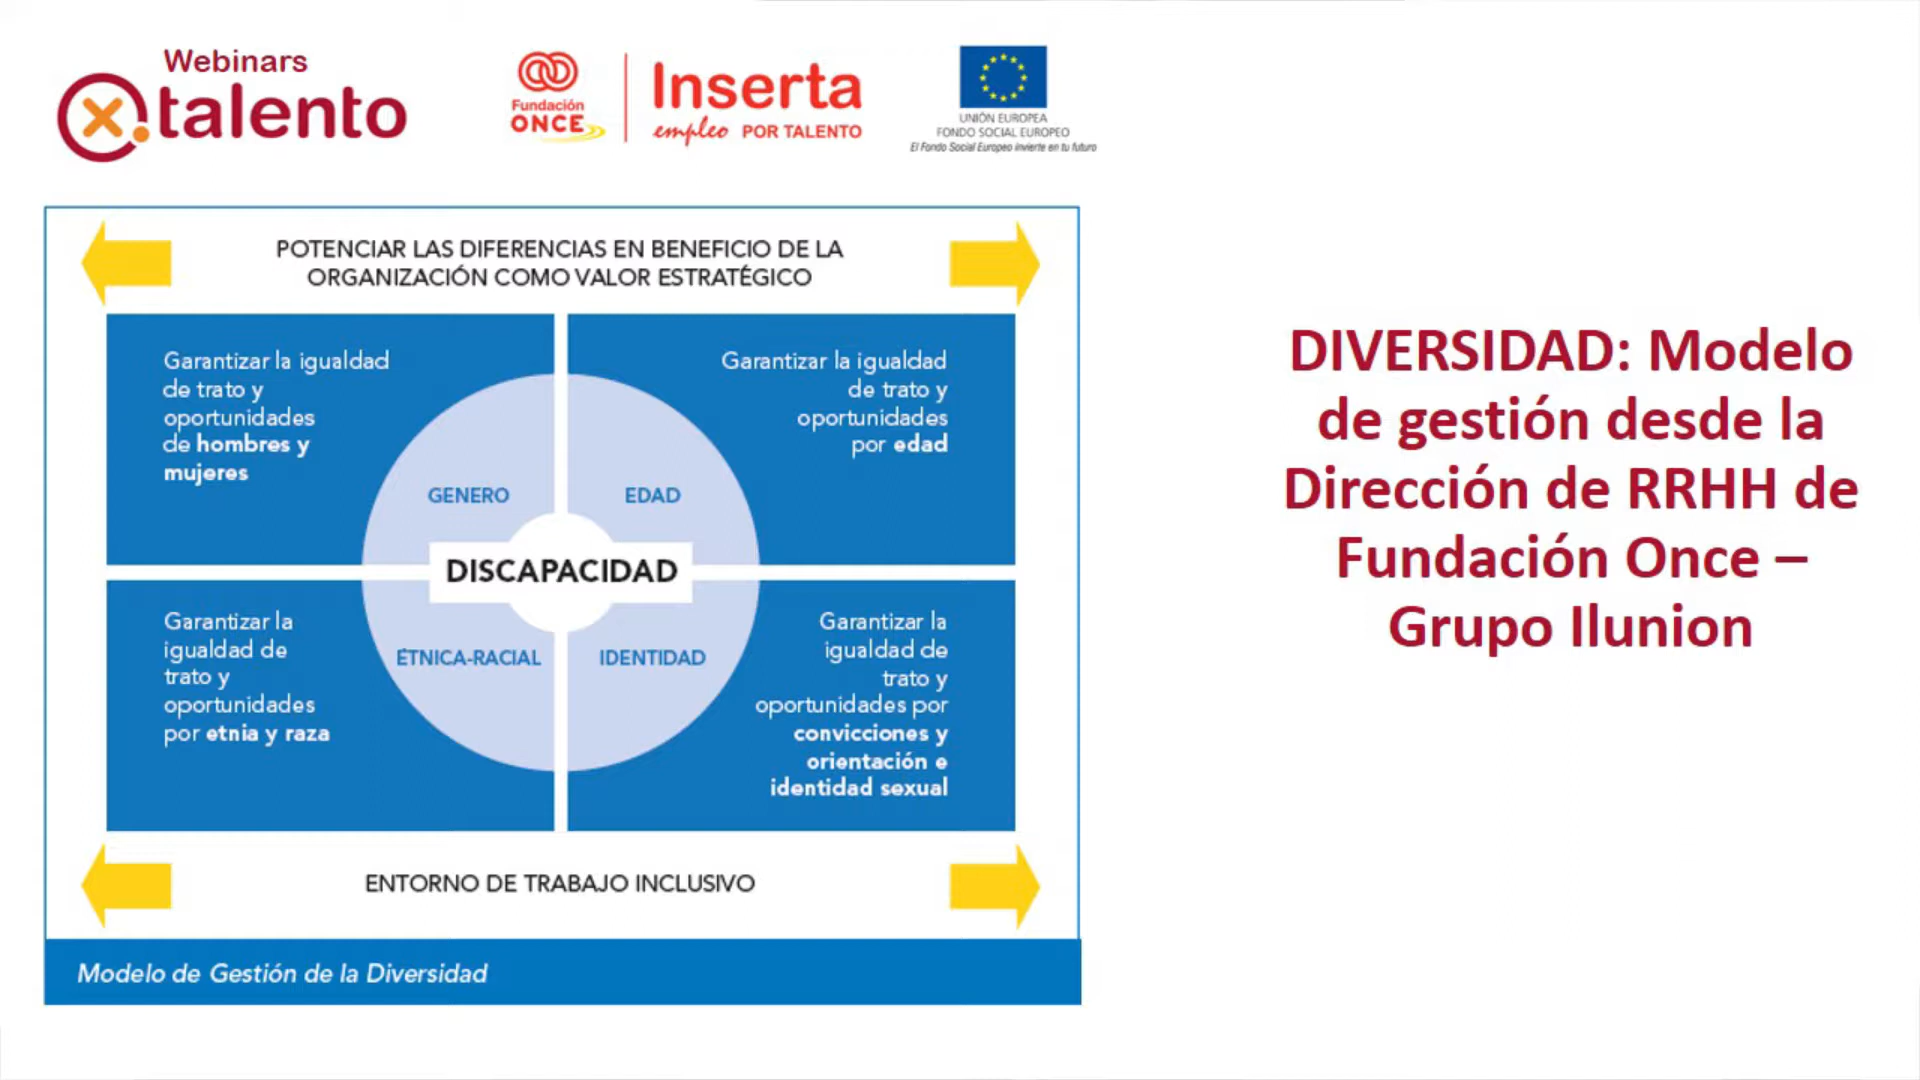 Webinars
x.talento
Fundación
ONCE
Inserta
empleo POR TALENTO
UNIÓN EUROPEA
FONDO SOCIAL EUROPEO
El Fondo Social Europeo invierte en tu futuro
POTENCIAR LAS DIFERENCIAS EN BENEFICIO DE LA
ORGANIZACIÓN COMO VALOR ESTRATÉGICO
Garantizar la igualdad
de trato y
oportunidades
de hombres y
mujeres
Garantizar la igualdad
de trato y
oportunidades
por edad
GENERO
EDAD
DISCAPACIDAD
ÉTNICA-RACIAL
IDENTIDAD
Garantizar la
igualdad de
trato y
oportunidades
por etnia y raza
Garantizar la
igualdad de
trato y
oportunidades por
convicciones y
orientación e
identidad sexual
ENTORNO DE TRABAJO INCLUSIVO
Modelo de Gestión de la Diversidad
DIVERSIDAD: Modelo
de gestión desde la
Dirección de RRHH de
Fundación Once –
Grupo Ilunion